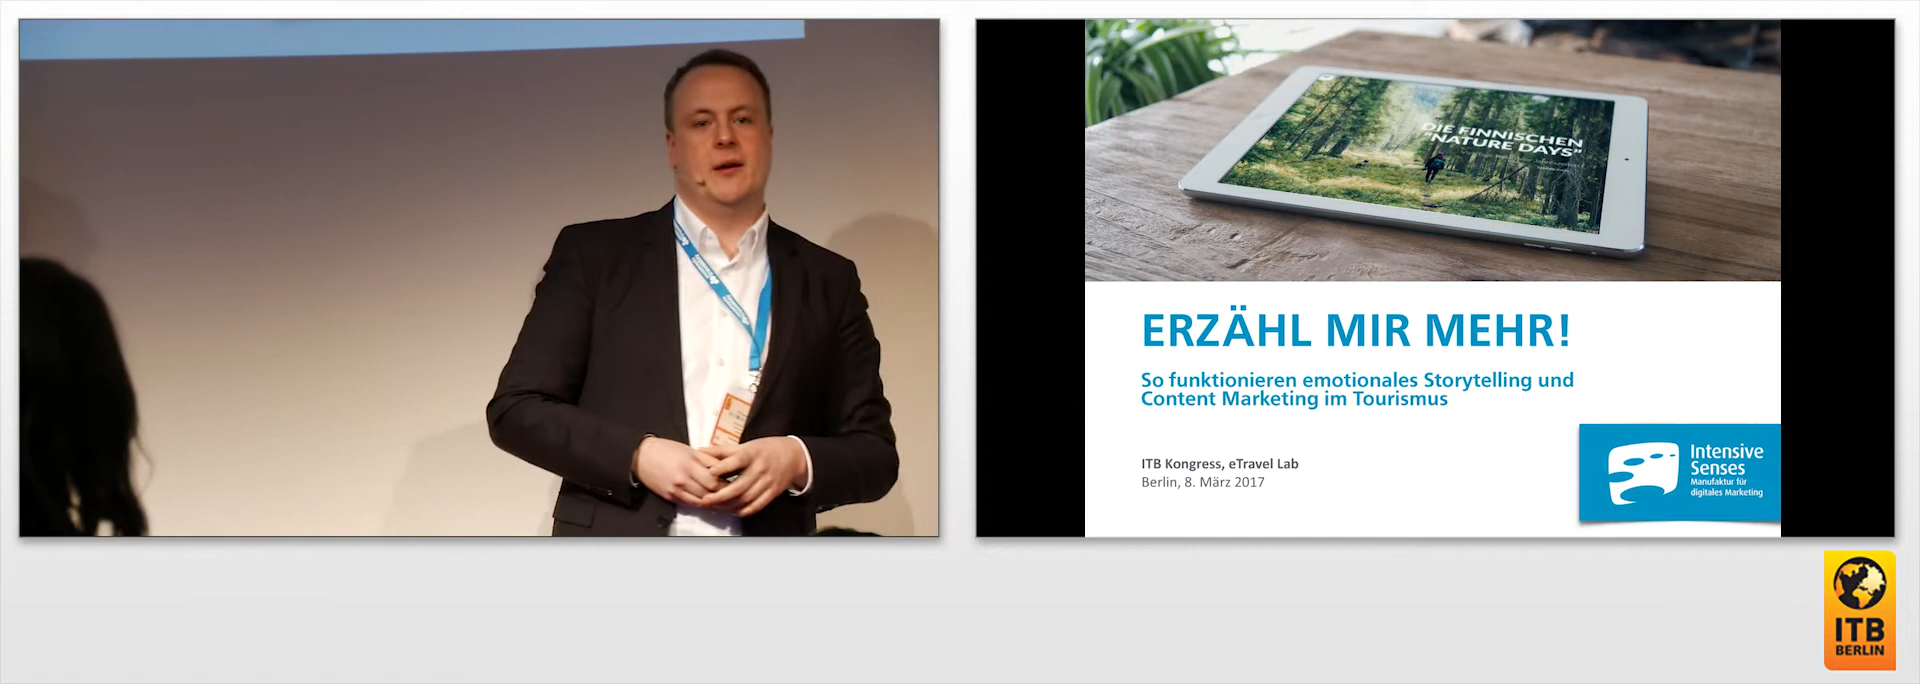 DIE FINNISCHEN
"NATURE DAYS"
ERZÄHL MIR MEHR!
So funktionieren emotionales Storytelling und
Content Marketing im Tourismus
ITB Kongress, eTravel Lab
Berlin, 8. März 2017
Intensive
Senses
Manufaktur für
digitales Marketing
ITB
BERLIN